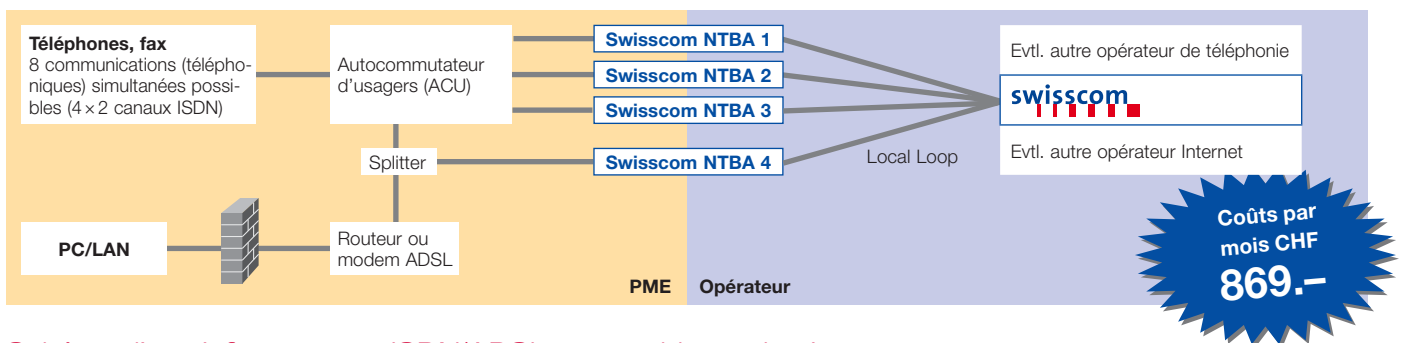 Téléphones, fax
8 communications (télépho-
niques) simultanées possi-
bles (4 × 2 canaux ISDN)
Autocommutateur
d'usagers (ACU)
Swisscom NTBA 1
Swisscom NTBA 2
Swisscom NTBA 3
Swisscom NTBA 4
Splitter
Routeur ou
modem ADSL
PC/LAN
PME
Opérateur
Local Loop
Evtl. autre opérateur de téléphonie
swisscom
Evtl. autre opérateur Internet
Coûts par
mois CHF
869.–